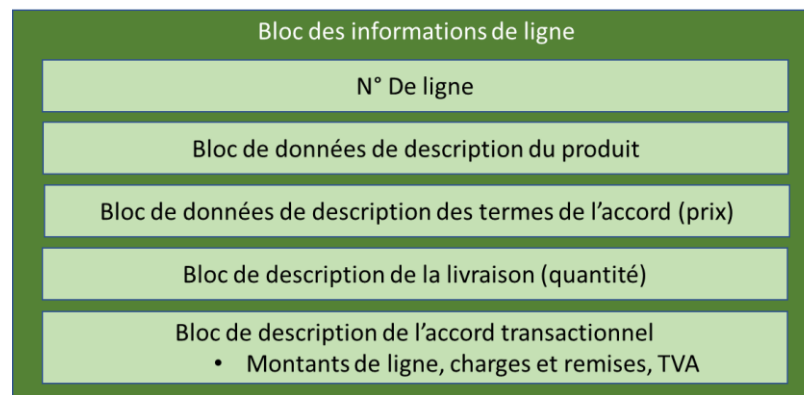 Bloc des informations de ligne
N° De ligne
Bloc de données de description du produit
Bloc de données de description des termes de l’accord (prix)
Bloc de description de la livraison (quantité)
Bloc de description de l’accord transactionnel
• Montants de ligne, charges et remises, TVA